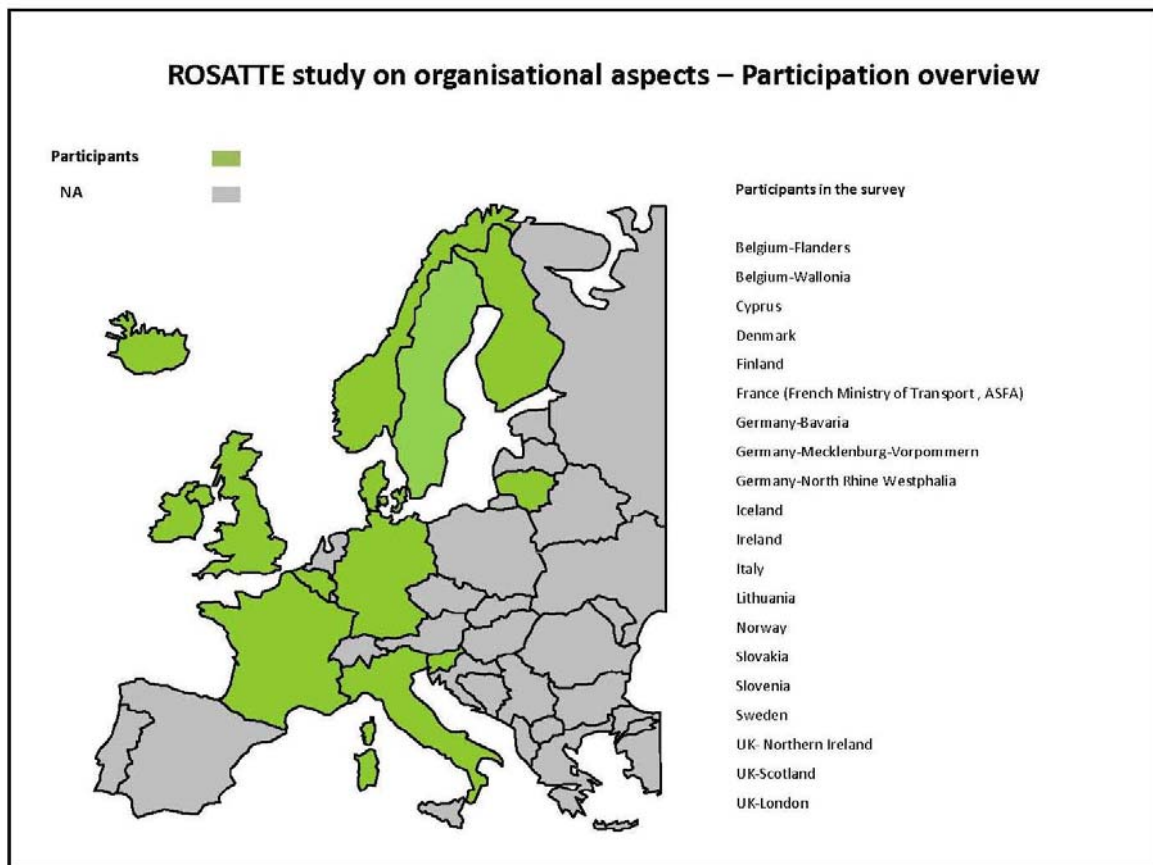 ROSATTE study on organisational aspects – Participation overview
Participants
NA
Participants in the survey
Belgium-Flanders
Belgium-Wallonia
Cyprus
Denmark
Finland
France (French Ministry of Transport , ASFA)
Germany-Bavaria
Germany-Mecklenburg-Vorpommern
Germany-North Rhine Westphalia
Iceland
Ireland
Italy
Lithuania
Norway
Slovakia
Slovenia
Sweden
UK- Northern Ireland
UK-Scotland
UK-London